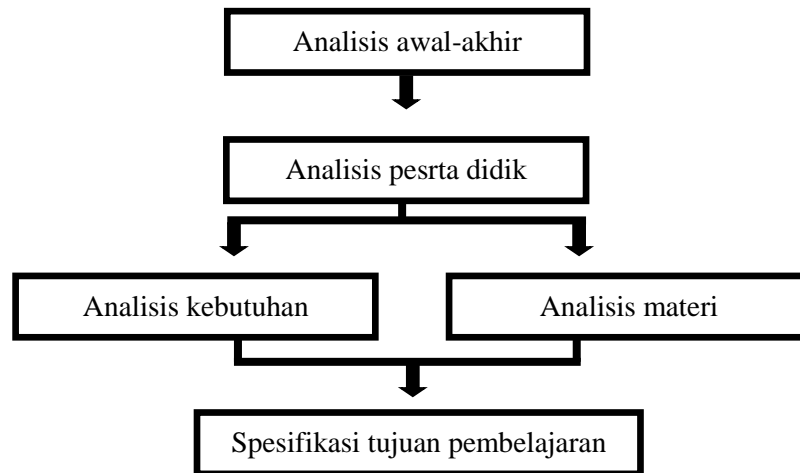 Analisis awal-akhir
Analisis pesrta didik
Analisis kebutuhan
Analisis materi
Spesifikasi tujuan pembelajaran